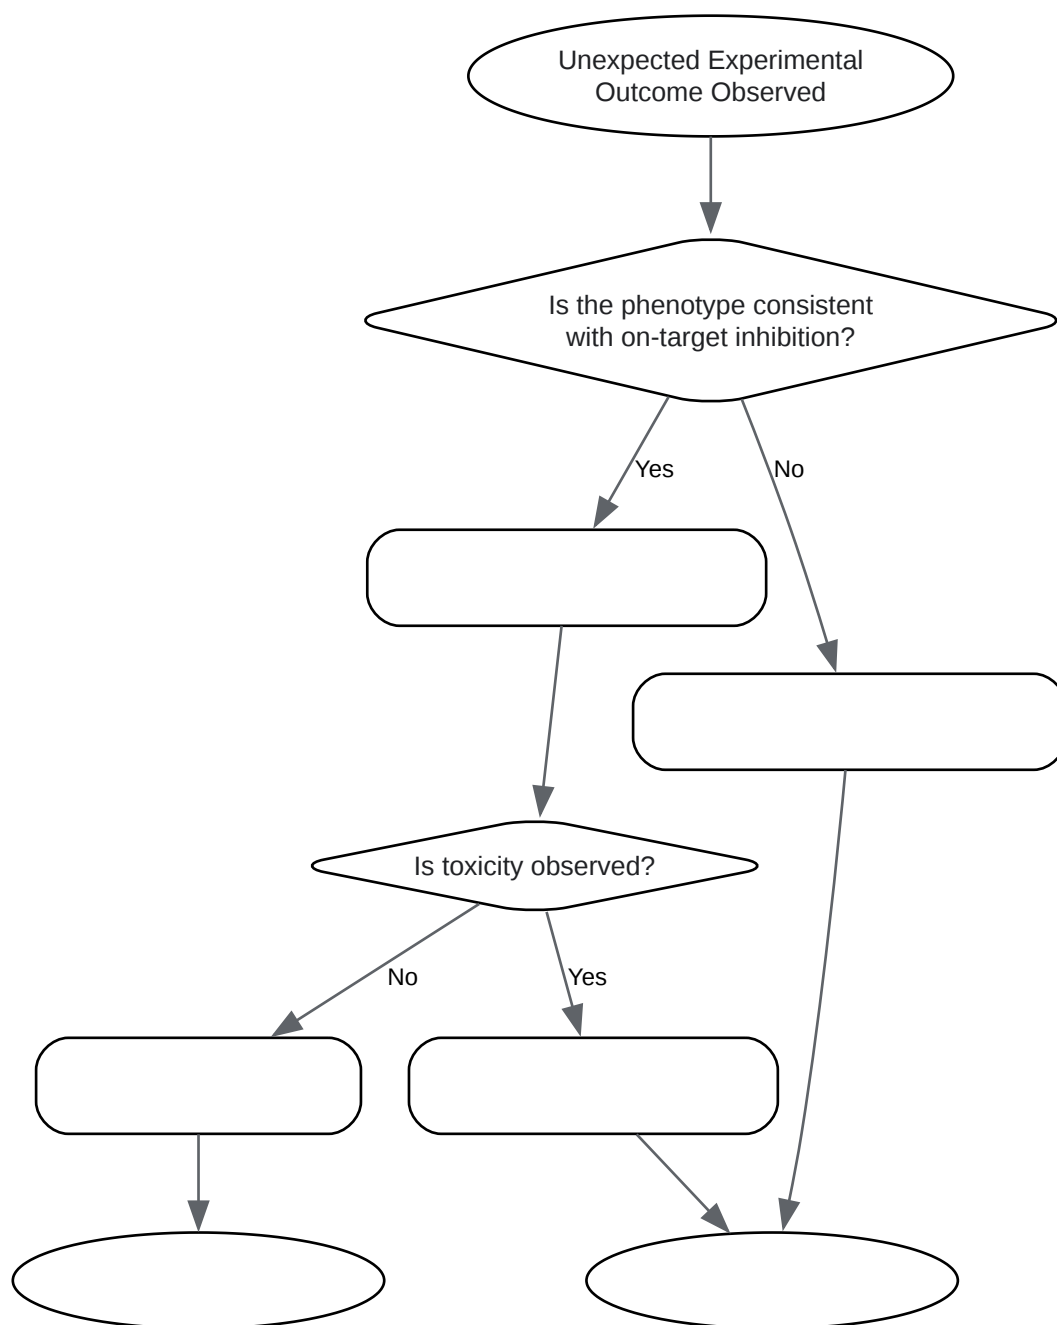 Unexpected Experimental
Outcome Observed
Is the phenotype consistent
with on-target inhibition?
Yes
No
Is toxicity observed?
No
Yes